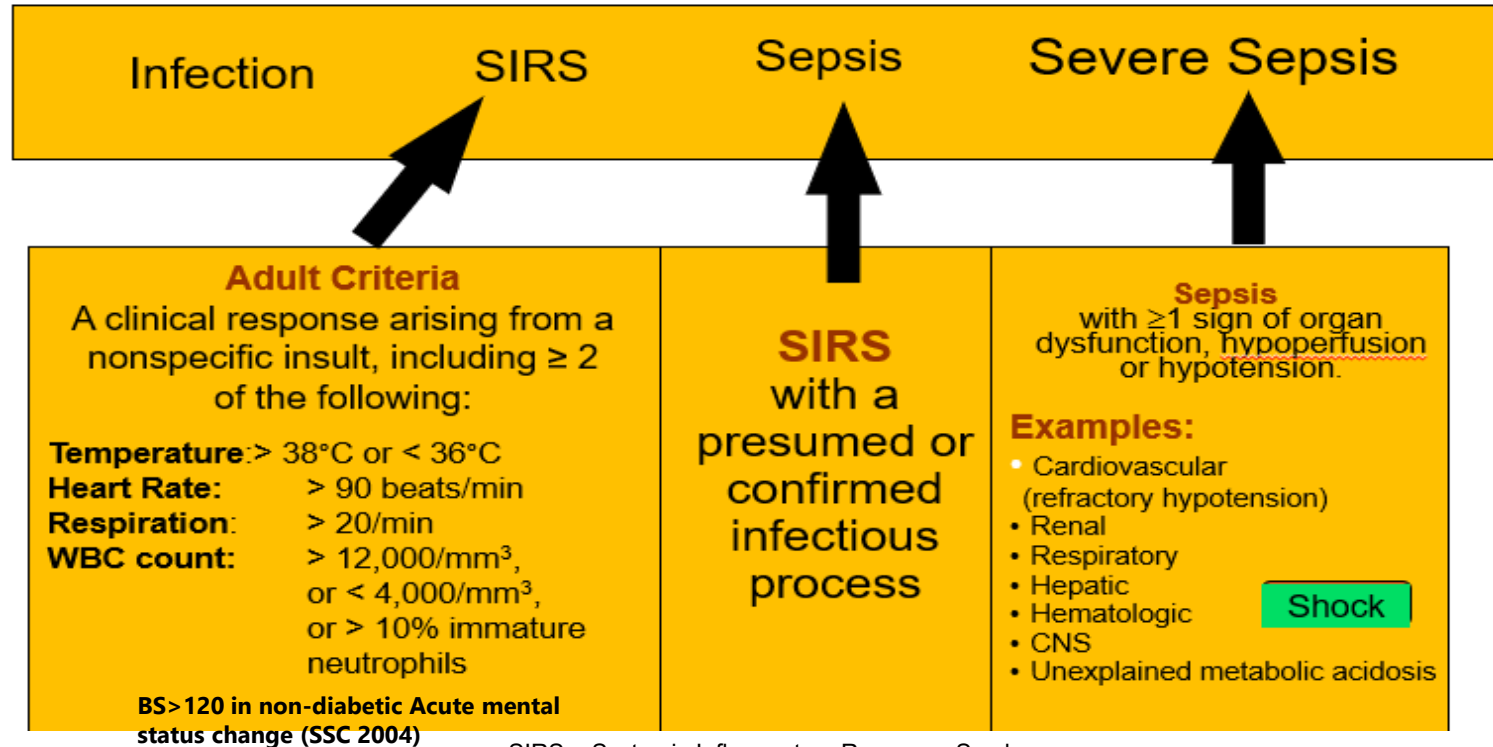 Infection SIRS Sepsis Severe Sepsis
Adult Criteria
A clinical response arising from a
nonspecific insult, including ≥ 2
of the following:
Temperature:> 38°C or < 36°C
Heart Rate: > 90 beats/min
Respiration: > 20/min
WBC count: > 12,000/mm³,
or < 4,000/mm³,
or > 10% immature
neutrophils
BS>120 in non-diabetic Acute mental
status change (SSC 2004)
SIRS
with a
presumed or
confirmed
infectious
process
Sepsis
with ≥1 sign of organ
dysfunction, hypoperfusion
or hypotension.
Examples:
• Cardiovascular
(refractory hypotension)
• Renal
• Respiratory
• Hepatic
• Hematologic
• CNS
• Unexplained metabolic acidosis
Shock